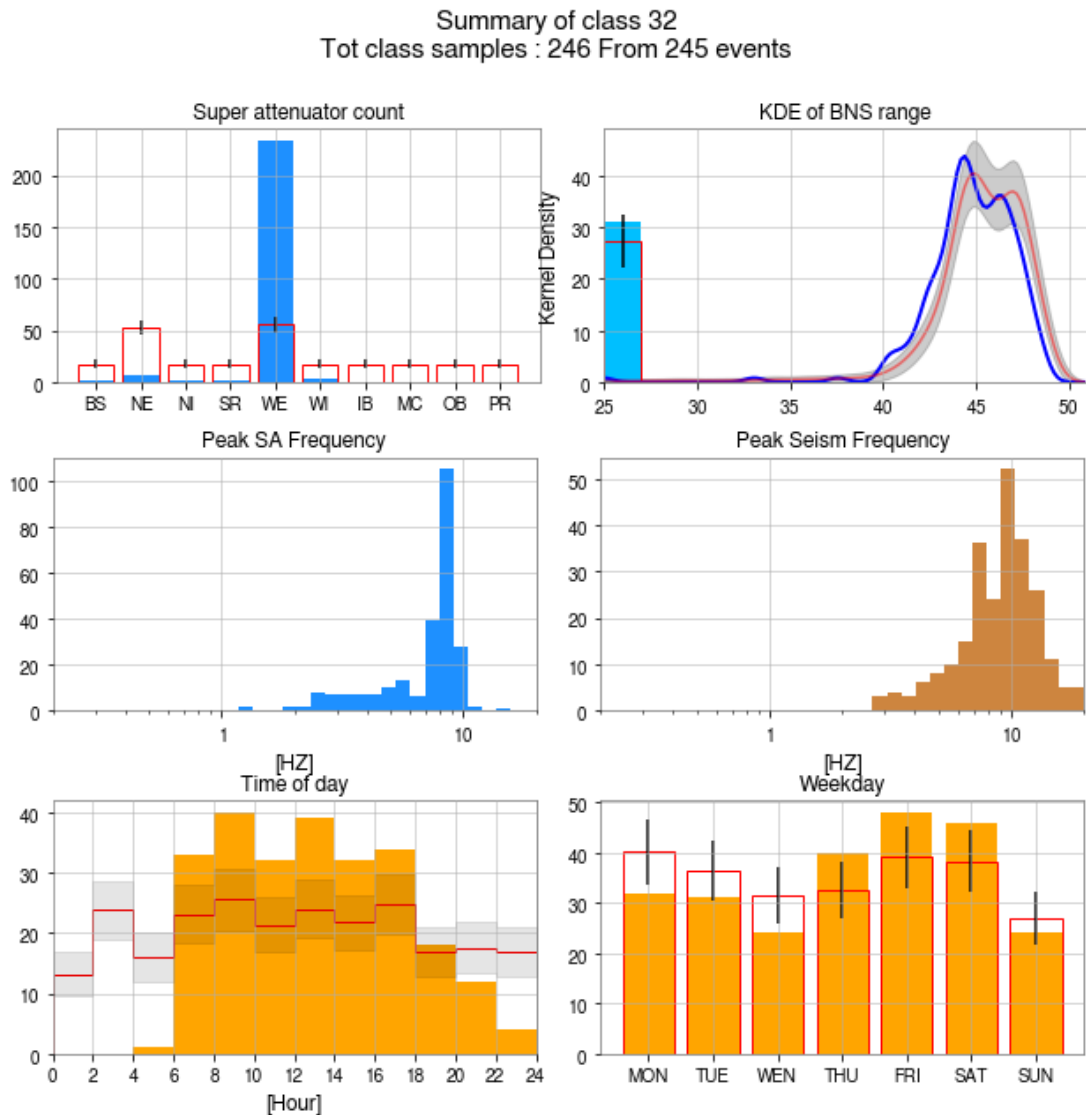 Summary of class 32
Tot class samples : 246 From 245 events
Super attenuator count
200
150
100
50
0
BS NE NI SR WE WI IB MC OB PR
KDE of BNS range
Kernel Density
40
30
20
10
0
25 30 35 40 45 50
Peak SA Frequency
100
80
60
40
20
0
1 10
[HZ]
Peak Seism Frequency
50
40
30
20
10
0
1 10
[HZ]
Time of day
40
30
20
10
0
0 2 4 6 8 10 12 14 16 18 20 22 24
[Hour]
Weekday
50
40
30
20
10
0
MON TUE WEN THU FRI SAT SUN